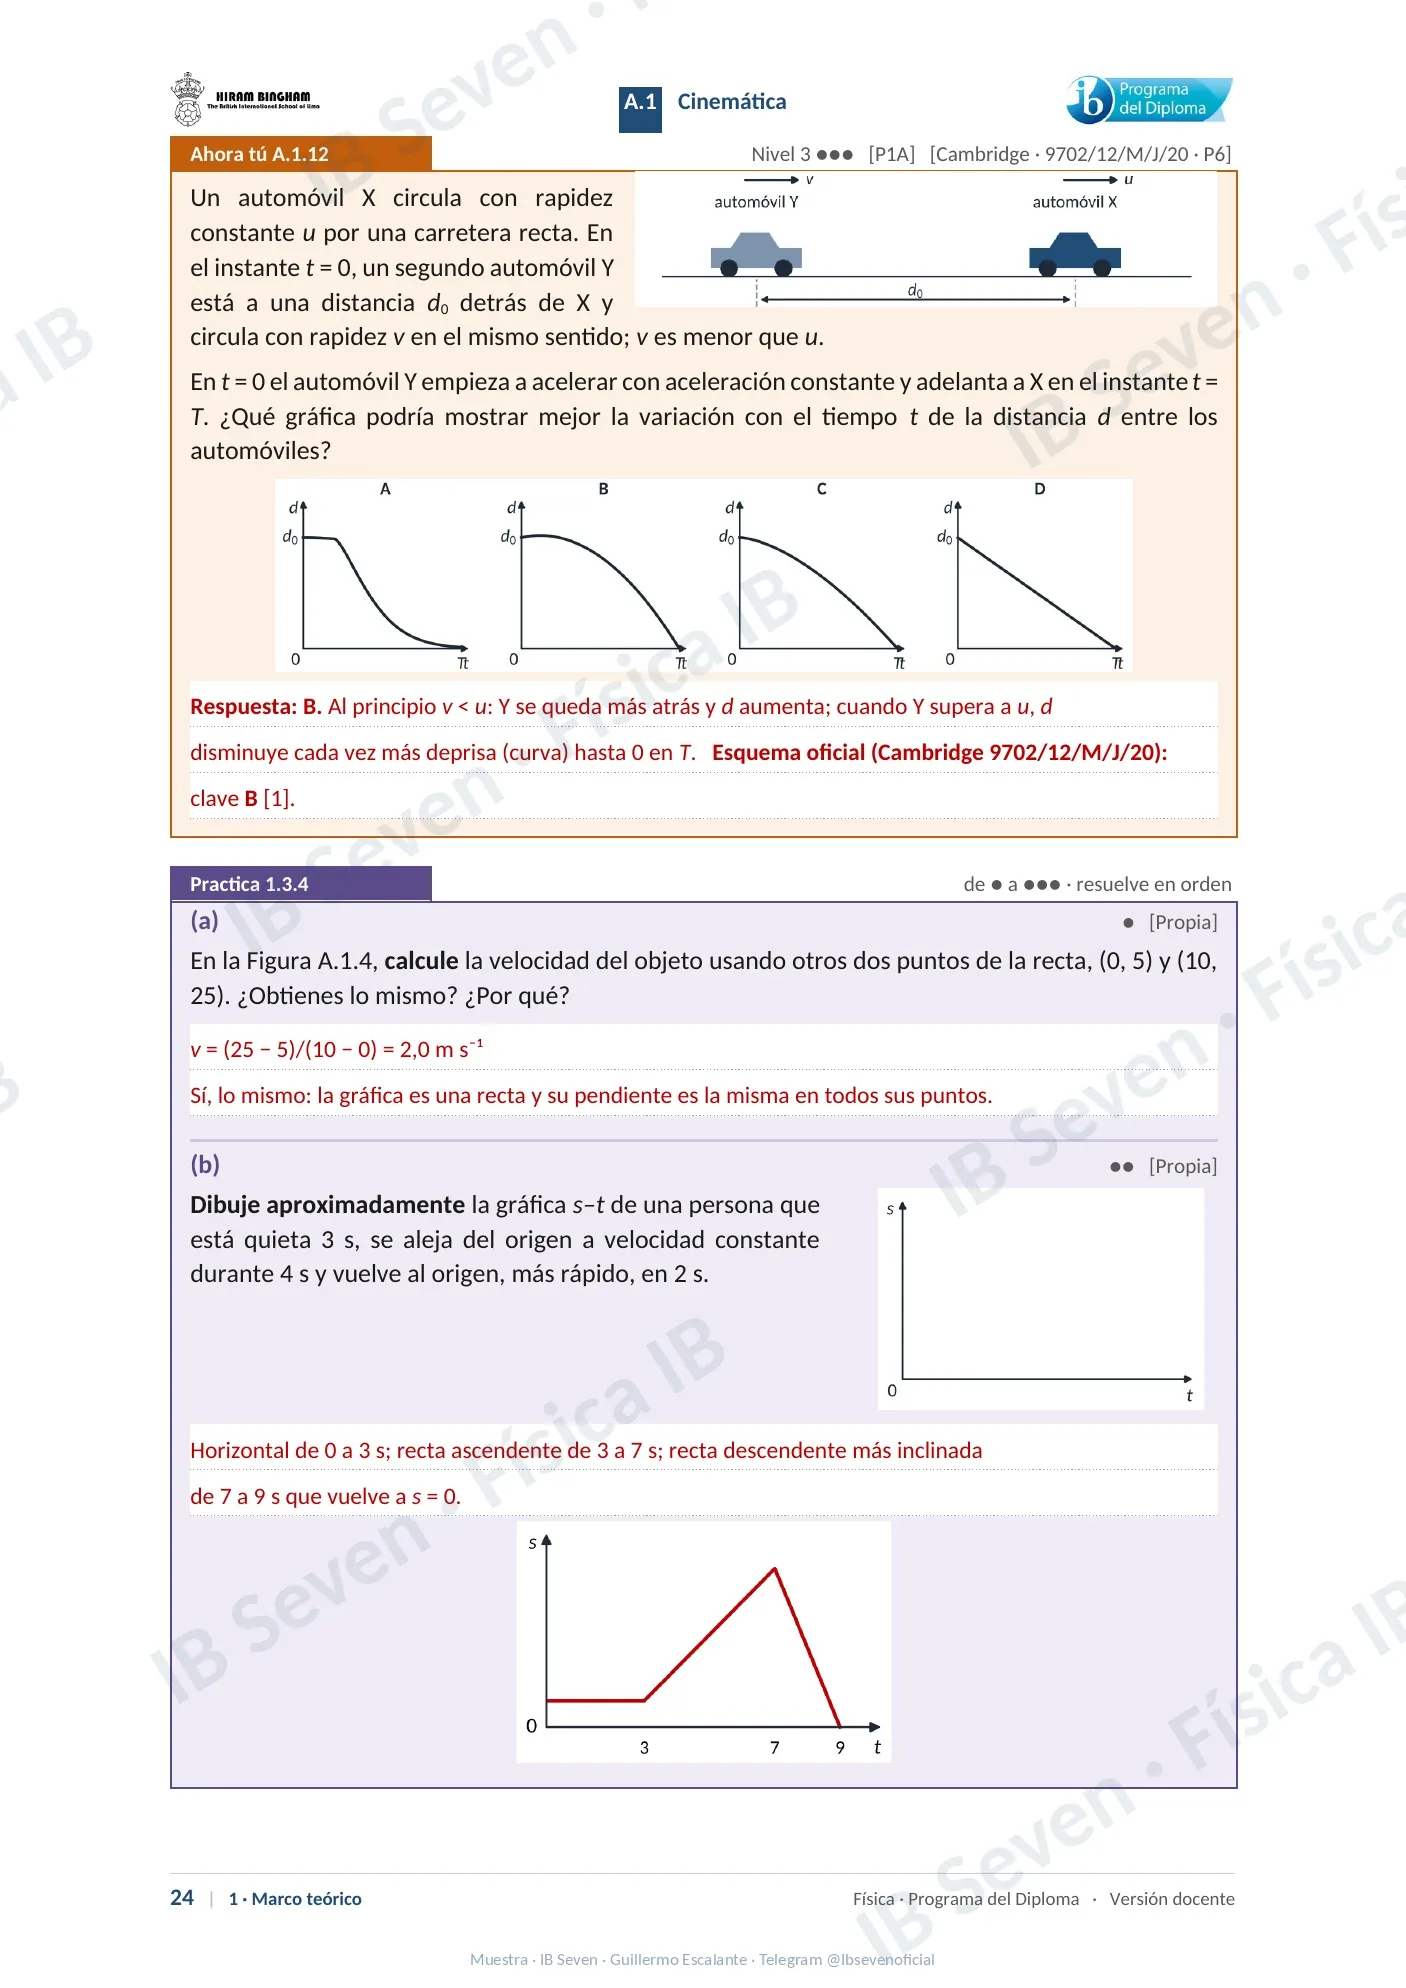 HIRAM BINGHAM
The British International School of Lima
A.1 Cinemática
Programa
del Diploma
Ahora tú A.1.12
Nivel 3 ●●● [P1A] [Cambridge · 9702/12/M/J/20 · P6]
Un automóvil X circula con rapidez
constante u por una carretera recta. En
el instante t = 0, un segundo automóvil Y
está a una distancia d₀ detrás de X y
circula con rapidez v en el mismo sentido; v es menor que u.
v
u
automóvil Y
automóvil X
d₀
En t = 0 el automóvil Y empieza a acelerar con aceleración constante y adelanta a X en el instante t =
T. ¿Qué gráfica podría mostrar mejor la variación con el tiempo t de la distancia d entre los
automóviles?
A B C D
d d d d
d₀ d₀ d₀ d₀
0 Tt 0 Tt 0 Tt 0 Tt
Respuesta: B. Al principio v < u: Y se queda más atrás y d aumenta; cuando Y supera a u, d
disminuye cada vez más deprisa (curva) hasta 0 en T. Esquema oficial (Cambridge 9702/12/M/J/20):
clave B [1].
Practica 1.3.4
de ● a ●●● · resuelve en orden
(a)
● [Propia]
En la Figura A.1.4, calcule la velocidad del objeto usando otros dos puntos de la recta, (0, 5) y (10,
25). ¿Obtienes lo mismo? ¿Por qué?
v = (25 − 5)/(10 − 0) = 2,0 m s⁻¹
Sí, lo mismo: la gráfica es una recta y su pendiente es la misma en todos sus puntos.
(b)
●● [Propia]
Dibuje aproximadamente la gráfica s–t de una persona que
está quieta 3 s, se aleja del origen a velocidad constante
durante 4 s y vuelve al origen, más rápido, en 2 s.
s
0
t
Horizontal de 0 a 3 s; recta ascendente de 3 a 7 s; recta descendente más inclinada
de 7 a 9 s que vuelve a s = 0.
s
0
3 7 9 t
24 | 1 · Marco teórico
Física · Programa del Diploma · Versión docente
Muestra · IB Seven · Guillermo Escalante · Telegram @Ibsevenoficial
IB Seven · Física IB